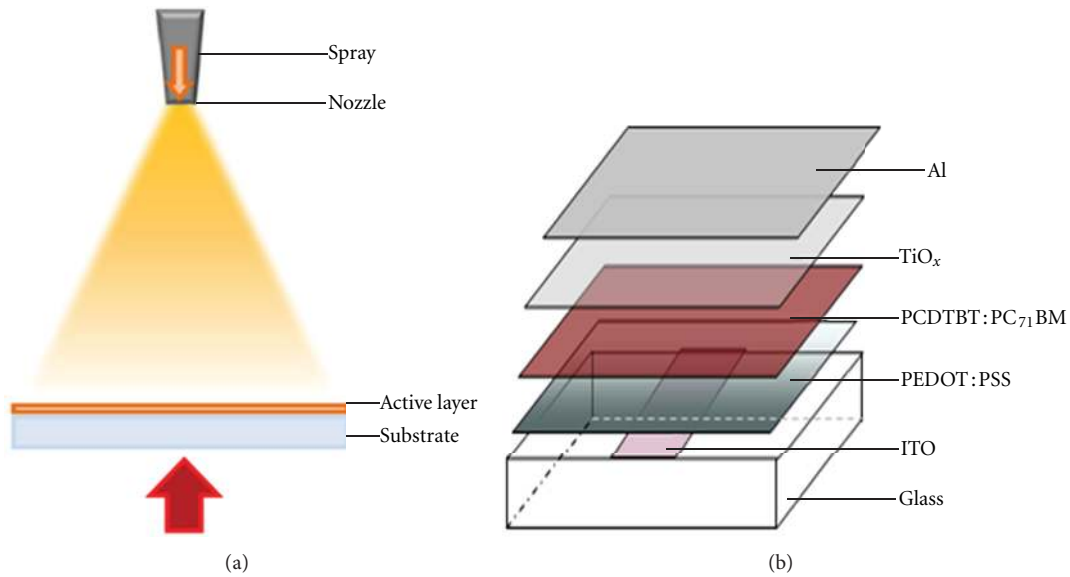 Spray
Nozzle
Active layer
Substrate
(a)
Al
TiOₓ
PCDTBT:PC₇₁BM
PEDOT:PSS
ITO
Glass
(b)